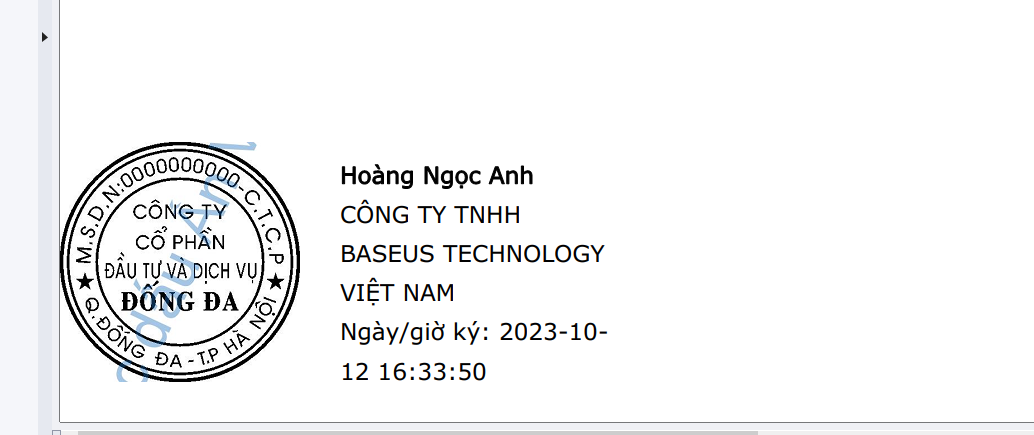 M.S.D.N:0000000000-C.T.C.P
CÔNG TY
CỔ PHẦN
ĐẦU TƯ VÀ DỊCH VỤ
ĐỐNG ĐA
Q.ĐỐNG ĐA - T.P HÀ NỘI
dấu
Hoàng Ngọc Anh
CÔNG TY TNHH
BASEUS TECHNOLOGY
VIỆT NAM
Ngày/giờ ký: 2023-10-
12 16:33:50